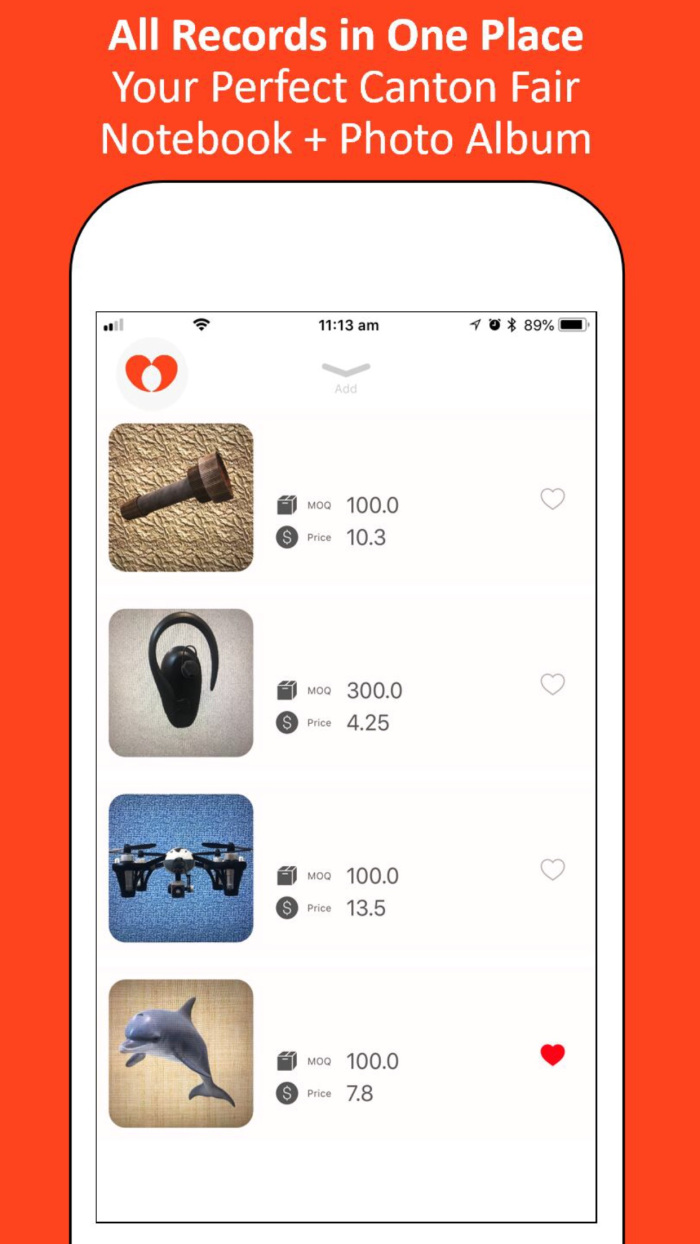 All Records in One Place
Your Perfect Canton Fair
Notebook + Photo Album
11:13 am
89%
Add
MOQ 100.0
$ Price 10.3
MOQ 300.0
$ Price 4.25
MOQ 100.0
$ Price 13.5
MOQ 100.0
$ Price 7.8